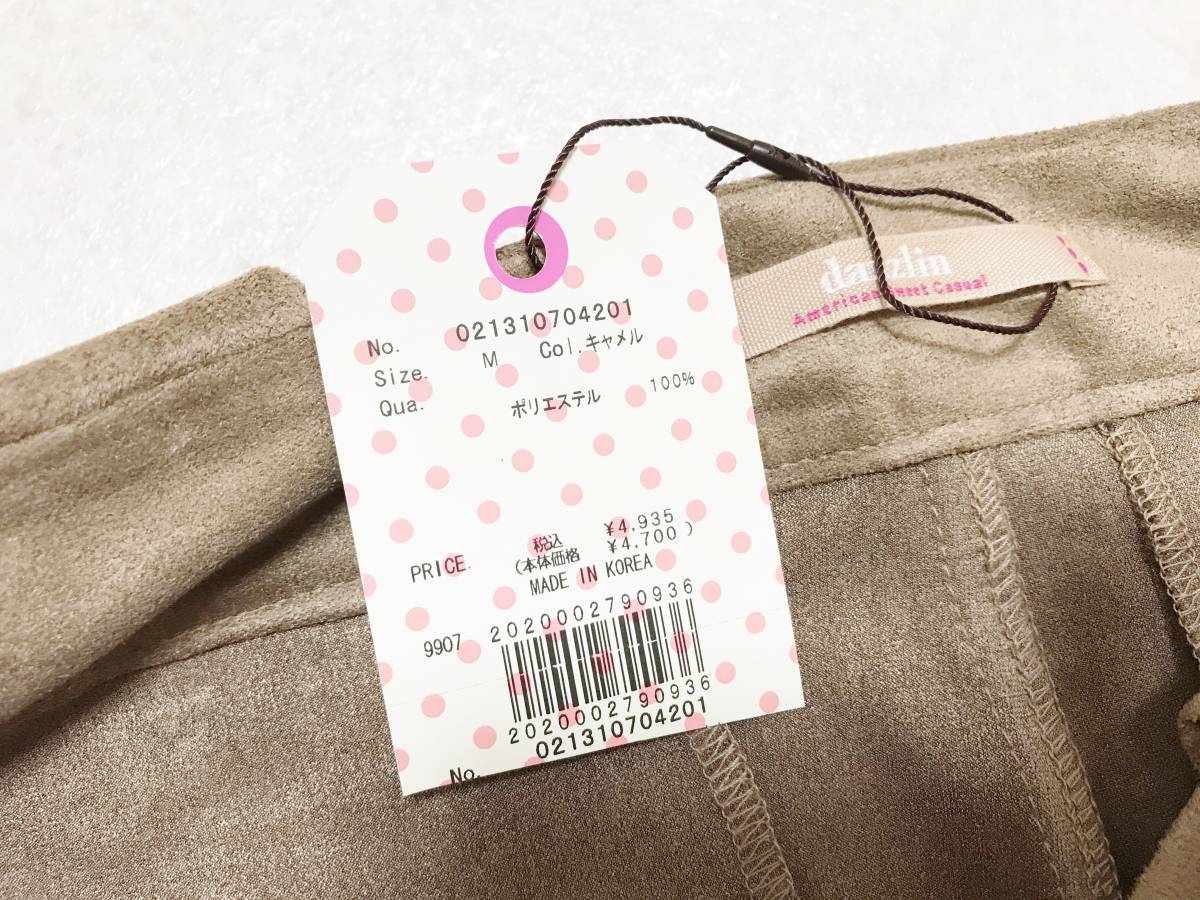 No. 021310704201
Size. M Col.キャメル
Qua. ポリエステル 100%
PRICE. 税込 ¥4,935
(本体価格 ¥4,700 )
MADE IN KOREA
9907
2020002790936
2020002790936
No. 021310704201
dazzlin
American Sweet Casual